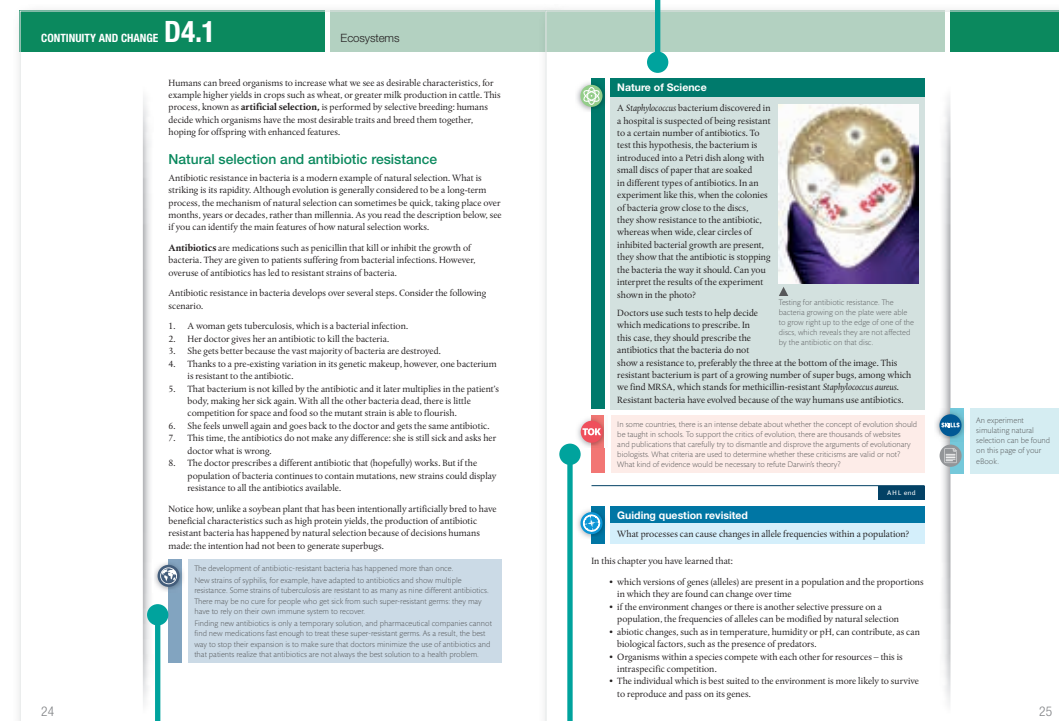 CONTINUITY AND CHANGE D4.1
Ecosystems
Humans can breed organisms to increase what we see as desirable characteristics, for
example higher yields in crops such as wheat, or greater milk production in cattle. This
process, known as artificial selection, is performed by selective breeding: humans
decide which organisms have the most desirable traits and breed them together,
hoping for offspring with enhanced features.
Natural selection and antibiotic resistance
Antibiotic resistance in bacteria is a modern example of natural selection. What is
striking is its rapidity. Although evolution is generally considered to be a long-term
process, the mechanism of natural selection can sometimes be quick, taking place over
months, years or decades, rather than millennia. As you read the description below, see
if you can identify the main features of how natural selection works.
Antibiotics are medications such as penicillin that kill or inhibit the growth of
bacteria. They are given to patients suffering from bacterial infections. However,
overuse of antibiotics has led to resistant strains of bacteria.
Antibiotic resistance in bacteria develops over several steps. Consider the following
scenario.
1. A woman gets tuberculosis, which is a bacterial infection.
2. Her doctor gives her an antibiotic to kill the bacteria.
3. She gets better because the vast majority of bacteria are destroyed.
4. Thanks to a pre-existing variation in its genetic makeup, however, one bacterium
is resistant to the antibiotic.
5. That bacterium is not killed by the antibiotic and it later multiplies in the patient's
body, making her sick again. With all the other bacteria dead, there is little
competition for space and food so the mutant strain is able to flourish.
6. She feels unwell again and goes back to the doctor and gets the same antibiotic.
7. This time, the antibiotics do not make any difference: she is still sick and asks her
doctor what is wrong.
8. The doctor prescribes a different antibiotic that (hopefully) works. But if the
population of bacteria continues to contain mutations, new strains could display
resistance to all the antibiotics available.
Notice how, unlike a soybean plant that has been intentionally artificially bred to have
beneficial characteristics such as high protein yields, the production of antibiotic
resistant bacteria has happened by natural selection because of decisions humans
made: the intention had not been to generate superbugs.
The development of antibiotic-resistant bacteria has happened more than once.
New strains of syphilis, for example, have adapted to antibiotics and show multiple
resistance. Some strains of tuberculosis are resistant to as many as nine different antibiotics.
There may be no cure for people who get sick from such super-resistant germs: they may
have to rely on their own immune system to recover.
Finding new antibiotics is only a temporary solution, and pharmaceutical companies cannot
find new medications fast enough to treat these super-resistant germs. As a result, the best
way to stop their expansion is to make sure that doctors minimize the use of antibiotics and
that patients realize that antibiotics are not always the best solution to a health problem.
24
Nature of Science
A Staphylococcus bacterium discovered in
a hospital is suspected of being resistant
to a certain number of antibiotics. To
test this hypothesis, the bacterium is
introduced into a Petri dish along with
small discs of paper that are soaked
in different types of antibiotics. In an
experiment like this, when the colonies
of bacteria grow close to the discs,
they show resistance to the antibiotic,
whereas when wide, clear circles of
inhibited bacterial growth are present,
they show that the antibiotic is stopping
the bacteria the way it should. Can you
interpret the results of the experiment
shown in the photo?
Doctors use such tests to help decide
which medications to prescribe. In
this case, they should prescribe the
antibiotics that the bacteria do not
show a resistance to, preferably the three at the bottom of the image. This
resistant bacterium is part of a growing number of super bugs, among which
we find MRSA, which stands for methicillin-resistant Staphylococcus aureus.
Resistant bacteria have evolved because of the way humans use antibiotics.
Testing for antibiotic resistance. The
bacteria growing on the plate were able
to grow right up to the edge of one of the
discs, which reveals they are not affected
by the antibiotic on that disc.
TOK
In some countries, there is an intense debate about whether the concept of evolution should
be taught in schools. To support the critics of evolution, there are thousands of websites
and publications that carefully try to dismantle and disprove the arguments of evolutionary
biologists. What criteria are used to determine whether these criticisms are valid or not?
What kind of evidence would be necessary to refute Darwin's theory?
SKILLS
An experiment
simulating natural
selection can be found
on this page of your
eBook.
AHL end
Guiding question revisited
What processes can cause changes in allele frequencies within a population?
In this chapter you have learned that:
• which versions of genes (alleles) are present in a population and the proportions
in which they are found can change over time
• if the environment changes or there is another selective pressure on a
population, the frequencies of alleles can be modified by natural selection
• abiotic changes, such as in temperature, humidity or pH, can contribute, as can
biological factors, such as the presence of predators.
• Organisms within a species compete with each other for resources – this is
intraspecific competition.
• The individual which is best suited to the environment is more likely to survive
to reproduce and pass on its genes.
25